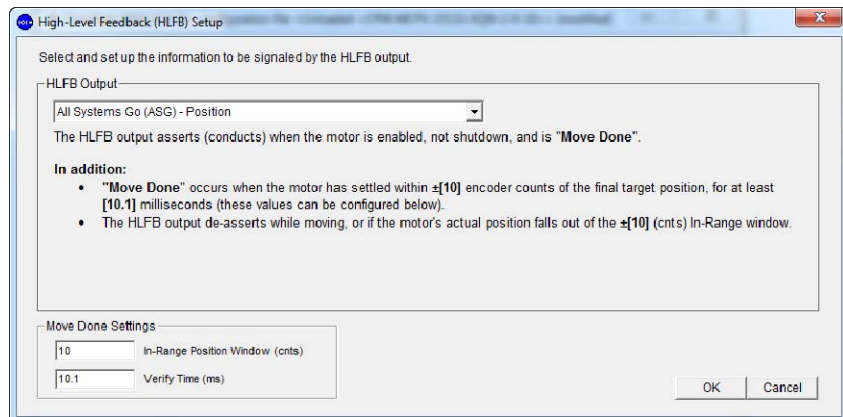 High-Level Feedback (HLFB) Setup
Select and set up the information to be signaled by the HLFB output.
HLFB Output
All Systems Go (ASG) - Position
The HLFB output asserts (conducts) when the motor is enabled, not shutdown, and is "Move Done".
In addition:
• "Move Done" occurs when the motor has settled within ±[10] encoder counts of the final target position, for at least
[10.1] milliseconds (these values can be configured below).
• The HLFB output de-asserts while moving, or if the motor's actual position falls out of the ±[10] (cnts) In-Range window.
Move Done Settings
10 In-Range Position Window (cnts)
10.1 Verify Time (ms)
OK Cancel